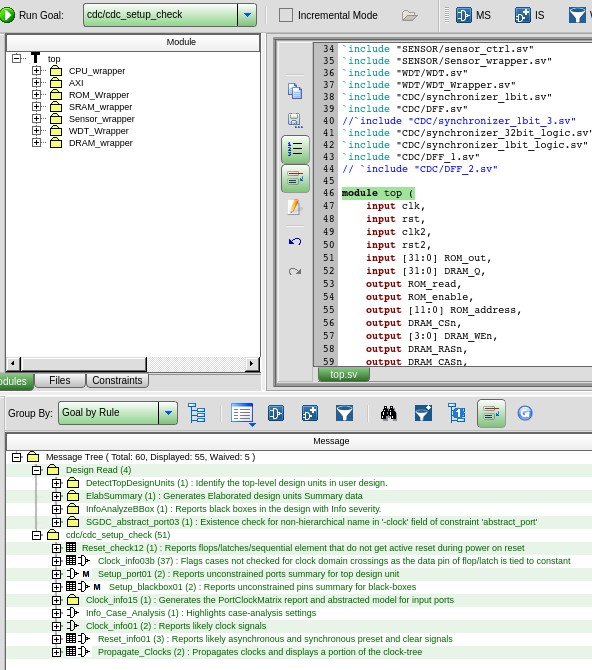 Run Goal: cdc/cdc_setup_check Incremental Mode MS IS
Module
top
CPU_wrapper
AXI
ROM_Wrapper
SRAM_wrapper
Sensor_wrapper
WDT_Wrapper
DRAM_wrapper
Files Constraints
34 `include "SENSOR/sensor_ctrl.sv"
35 `include "SENSOR/Sensor_wrapper.sv"
36 `include "WDT/WDT.sv"
37 `include "WDT/WDT_Wrapper.sv"
38 `include "CDC/synchronizer_1bit.sv"
39 `include "CDC/DFF.sv"
40 //`include "CDC/synchronizer_1bit_3.sv"
41 `include "CDC/synchronizer_32bit_logic.sv"
42 `include "CDC/synchronizer_1bit_logic.sv"
43 `include "CDC/DFF_1.sv"
44 // `include "CDC/DFF_2.sv"
45
46 module top (
47 input clk,
48 input rst,
49 input clk2,
50 input rst2,
51 input [31:0] ROM_out,
52 input [31:0] DRAM_Q,
53 output ROM_read,
54 output ROM_enable,
55 output [11:0] ROM_address,
56 output DRAM_CSn,
57 output [3:0] DRAM_WEn,
58 output DRAM_RASn,
59 output DRAM_CASn,
top.sv
Group By: Goal by Rule
Message
Message Tree ( Total: 60, Displayed: 55, Waived: 5 )
Design Read (4)
DetectTopDesignUnits (1) : Identify the top-level design units in user design.
ElabSummary (1) : Generates Elaborated design units Summary data
InfoAnalyzeBBox (1) : Reports black boxes in the design with Info severity.
SGDC_abstract_port03 (1) : Existence check for non-hierarchical name in '-clock' field of constraint 'abstract_port'
cdc/cdc_setup_check (51)
Reset_check12 (1) : Reports flops/latches/sequential element that do not get active reset during power on reset
Clock_info03b (37) : Flags cases not checked for clock domain crossings as the data pin of flop/latch is tied to constant
M Setup_port01 (2) : Reports unconstrained ports summary for top design unit
M Setup_blackbox01 (2) : Reports unconstrained pins summary for black-boxes
Clock_info15 (1) : Generates the PortClockMatrix report and abstracted model for input ports
Info_Case_Analysis (1) : Highlights case-analysis settings
Clock_info01 (2) : Reports likely clock signals
Reset_info01 (3) : Reports likely asynchronous and synchronous preset and clear signals
Propagate_Clocks (2) : Propagates clocks and displays a portion of the clock-tree